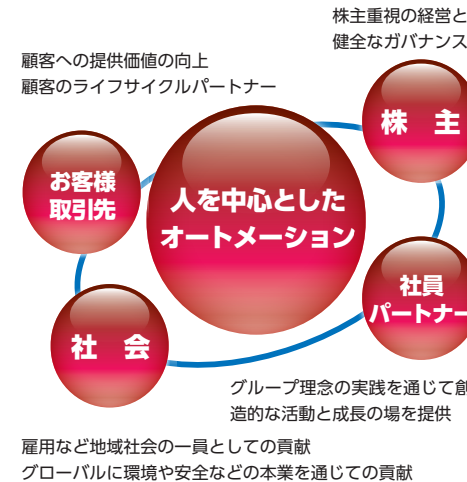 株主重視の経営と
健全なガバナンス
顧客への提供価値の向上
顧客のライフサイクルパートナー
株 主
お客様
取引先
人を中心とした
オートメーション
社員
パートナー
社 会
グループ理念の実践を通じて創
造的な活動と成長の場を提供
雇用など地域社会の一員としての貢献
グローバルに環境や安全などの本業を通じての貢献